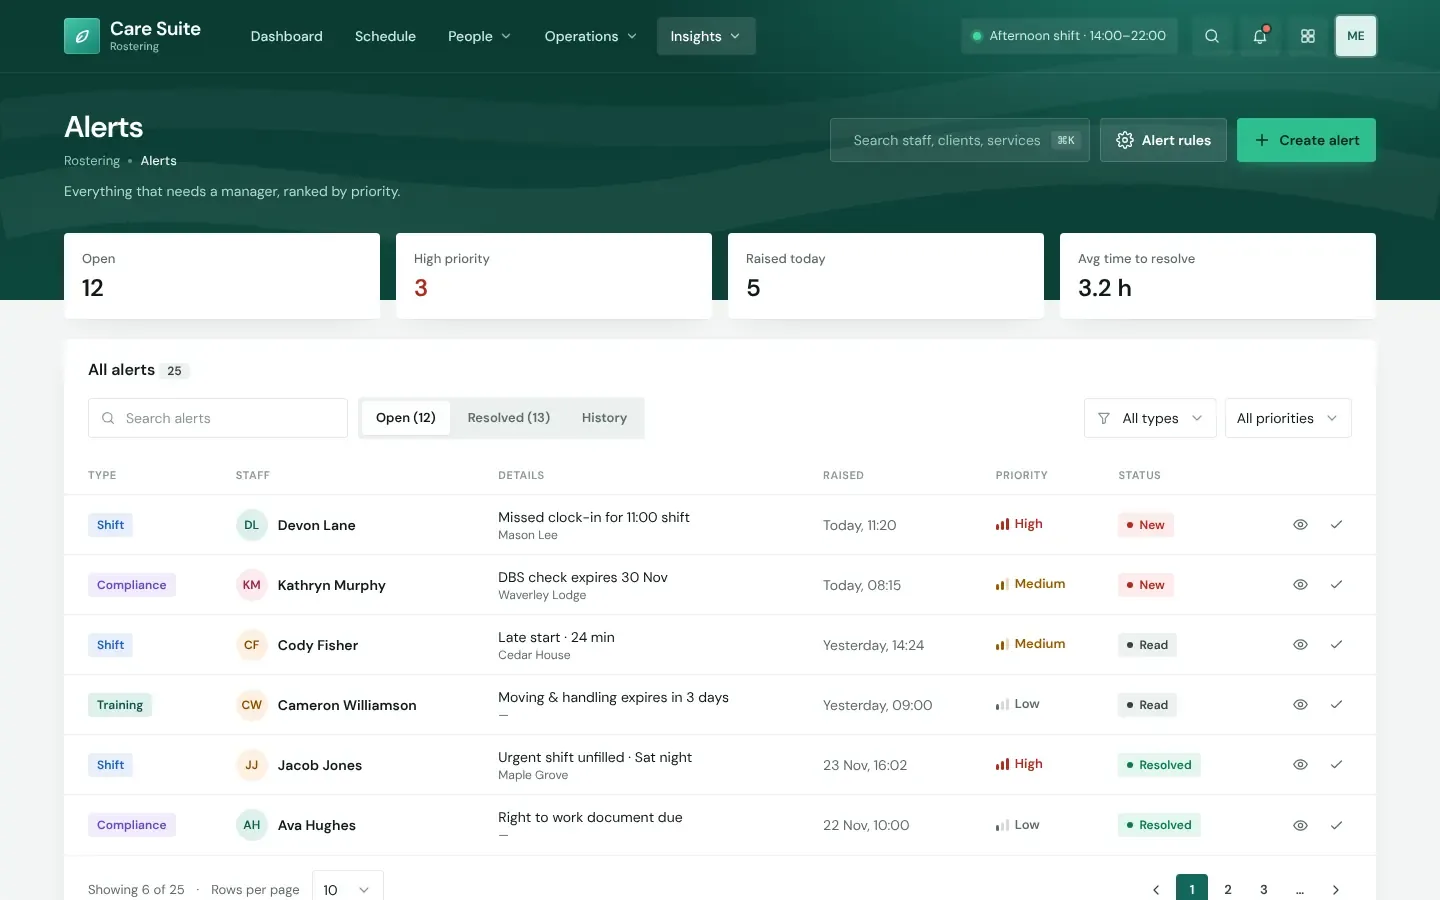 Care Suite
Rostering
Dashboard
Schedule
People
Operations
Insights
Afternoon shift · 14:00–22:00
ME
Alerts
Rostering • Alerts
Everything that needs a manager, ranked by priority.
Search staff, clients, services ⌘K
Alert rules
+ Create alert
Open
12
High priority
3
Raised today
5
Avg time to resolve
3.2 h
All alerts 25
Search alerts
Open (12)
Resolved (13)
History
All types
All priorities
TYPE STAFF DETAILS RAISED PRIORITY STATUS
Shift DL Devon Lane Missed clock-in for 11:00 shift Today, 11:20 High New
Mason Lee
Compliance KM Kathryn Murphy DBS check expires 30 Nov Today, 08:15 Medium New
Waverley Lodge
Shift CF Cody Fisher Late start · 24 min Yesterday, 14:24 Medium Read
Cedar House
Training CW Cameron Williamson Moving & handling expires in 3 days Yesterday, 09:00 Low Read
—
Shift JJ Jacob Jones Urgent shift unfilled · Sat night 23 Nov, 16:02 High Resolved
Maple Grove
Compliance AH Ava Hughes Right to work document due 22 Nov, 10:00 Low Resolved
—
Showing 6 of 25 · Rows per page 10
1 2 3 ...